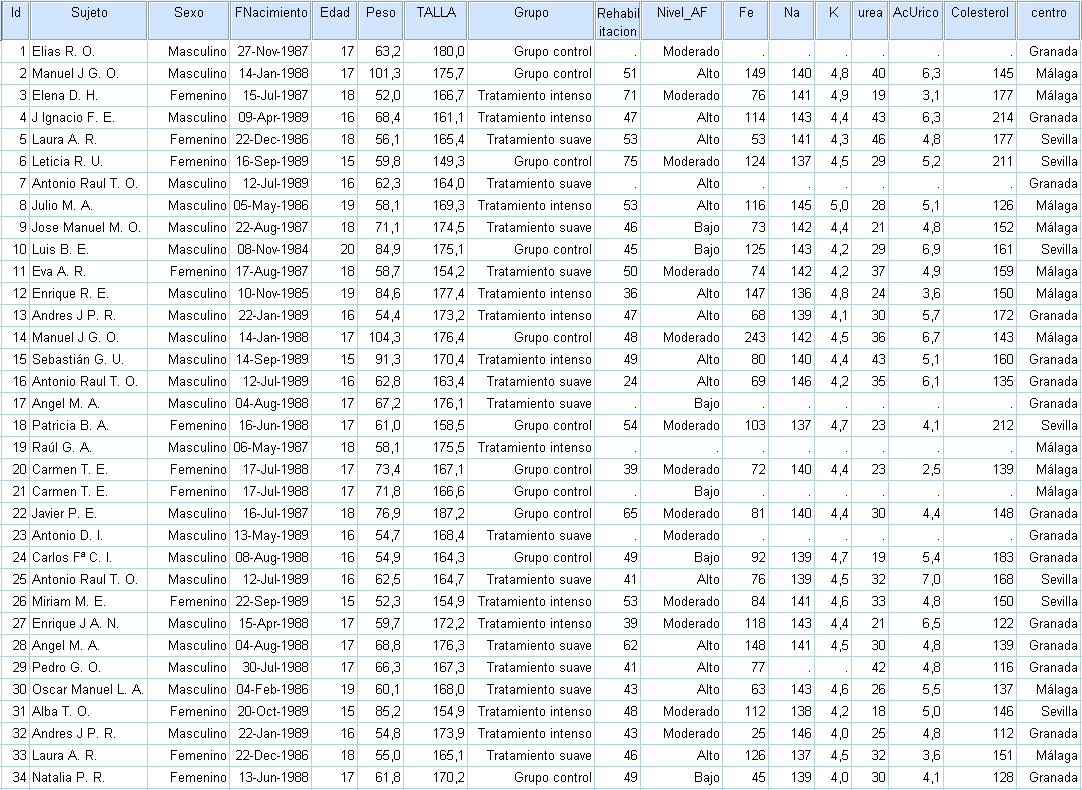 Id Sujeto Sexo FNacimiento Edad Peso TALLA Grupo Rehabilitacion Nivel_AF Fe Na K urea AcUrico Colesterol centro
1 Elias R. O. Masculino 27-Nov-1987 17 63,2 180,0 Grupo control . Moderado . . . . . . Granada
2 Manuel J G. O. Masculino 14-Jan-1988 17 101,3 175,7 Grupo control 51 Alto 149 140 4,8 40 6,3 145 Málaga
3 Elena D. H. Femenino 15-Jul-1987 18 52,0 166,7 Tratamiento intenso 71 Moderado 76 141 4,9 19 3,1 177 Málaga
4 J Ignacio F. E. Masculino 09-Apr-1989 16 68,4 161,1 Tratamiento intenso 47 Alto 114 143 4,4 43 6,3 214 Granada
5 Laura A. R. Femenino 22-Dec-1986 18 56,1 165,4 Tratamiento suave 53 Alto 53 141 4,3 46 4,8 177 Sevilla
6 Leticia R. U. Femenino 16-Sep-1989 15 59,8 149,3 Grupo control 75 Moderado 124 137 4,5 29 5,2 211 Sevilla
7 Antonio Raul T. O. Masculino 12-Jul-1989 16 62,3 164,0 Tratamiento suave . Alto . . . . . . Granada
8 Julio M. A. Masculino 05-May-1986 19 58,1 169,3 Tratamiento intenso 53 Alto 116 145 5,0 28 5,1 126 Málaga
9 Jose Manuel M. O. Masculino 22-Aug-1987 18 71,1 174,5 Tratamiento suave 46 Bajo 73 142 4,4 21 4,8 152 Málaga
10 Luis B. E. Masculino 08-Nov-1984 20 84,9 175,1 Grupo control 45 Bajo 125 143 4,2 29 6,9 161 Sevilla
11 Eva A. R. Femenino 17-Aug-1987 18 58,7 154,2 Tratamiento suave 50 Moderado 74 142 4,2 37 4,9 159 Málaga
12 Enrique R. E. Masculino 10-Nov-1985 19 84,6 177,4 Tratamiento intenso 36 Alto 147 136 4,8 24 3,6 150 Málaga
13 Andres J P. R. Masculino 22-Jan-1989 16 54,4 173,2 Tratamiento intenso 47 Alto 68 139 4,1 30 5,7 172 Granada
14 Manuel J G. O. Masculino 14-Jan-1988 17 104,3 176,4 Grupo control 48 Moderado 243 142 4,5 36 6,7 143 Málaga
15 Sebastián G. U. Masculino 14-Sep-1989 15 91,3 170,4 Tratamiento intenso 49 Alto 80 140 4,4 43 5,1 160 Granada
16 Antonio Raul T. O. Masculino 12-Jul-1989 16 62,8 163,4 Tratamiento suave 24 Alto 69 146 4,2 35 6,1 135 Granada
17 Angel M. A. Masculino 04-Aug-1988 17 67,2 176,1 Tratamiento suave . Bajo . . . . . . Granada
18 Patricia B. A. Femenino 16-Jun-1988 17 61,0 158,5 Grupo control 54 Moderado 103 137 4,7 23 4,1 212 Sevilla
19 Raúl G. A. Masculino 06-May-1987 18 58,1 175,5 Tratamiento intenso . . . . . . . Málaga
20 Carmen T. E. Femenino 17-Jul-1988 17 73,4 167,1 Grupo control 39 Moderado 72 140 4,4 23 2,5 139 Málaga
21 Carmen T. E. Femenino 17-Jul-1988 17 71,8 166,6 Grupo control . Bajo . . . . . . Málaga
22 Javier P. E. Masculino 16-Jul-1987 18 76,9 187,2 Grupo control 65 Moderado 81 140 4,4 30 4,4 148 Granada
23 Antonio D. I. Masculino 13-May-1989 16 54,7 168,4 Tratamiento suave . Moderado . . . . . . Granada
24 Carlos Fª C. I. Masculino 08-Aug-1988 16 54,9 164,3 Grupo control 49 Bajo 92 139 4,7 19 5,4 183 Granada
25 Antonio Raul T. O. Masculino 12-Jul-1989 16 62,5 164,7 Tratamiento suave 41 Alto 76 139 4,5 32 7,0 168 Sevilla
26 Miriam M. E. Femenino 22-Sep-1989 15 52,3 154,9 Tratamiento intenso 53 Moderado 84 141 4,6 33 4,8 150 Sevilla
27 Enrique J A. N. Masculino 15-Apr-1988 17 59,7 172,2 Tratamiento intenso 39 Moderado 118 143 4,4 21 6,5 122 Granada
28 Angel M. A. Masculino 04-Aug-1988 17 68,8 176,3 Tratamiento suave 62 Alto 148 141 4,5 30 4,8 139 Granada
29 Pedro G. O. Masculino 30-Jul-1988 17 66,3 167,3 Tratamiento suave 41 Alto 77 . . 42 4,8 116 Granada
30 Oscar Manuel L. A. Masculino 04-Feb-1986 19 60,1 168,0 Tratamiento suave 43 Alto 63 143 4,6 26 5,5 137 Málaga
31 Alba T. O. Femenino 20-Oct-1989 15 85,2 154,9 Tratamiento intenso 48 Moderado 112 138 4,2 18 5,0 146 Sevilla
32 Andres J P. R. Masculino 22-Jan-1989 16 54,8 173,9 Tratamiento intenso 43 Moderado 25 146 4,0 25 4,8 112 Granada
33 Laura A. R. Femenino 22-Dec-1986 18 55,0 165,1 Tratamiento suave 46 Alto 126 137 4,5 32 3,6 151 Málaga
34 Natalia P. R. Femenino 13-Jun-1988 17 61,8 170,2 Grupo control 49 Bajo 45 139 4,0 30 4,1 128 Granada